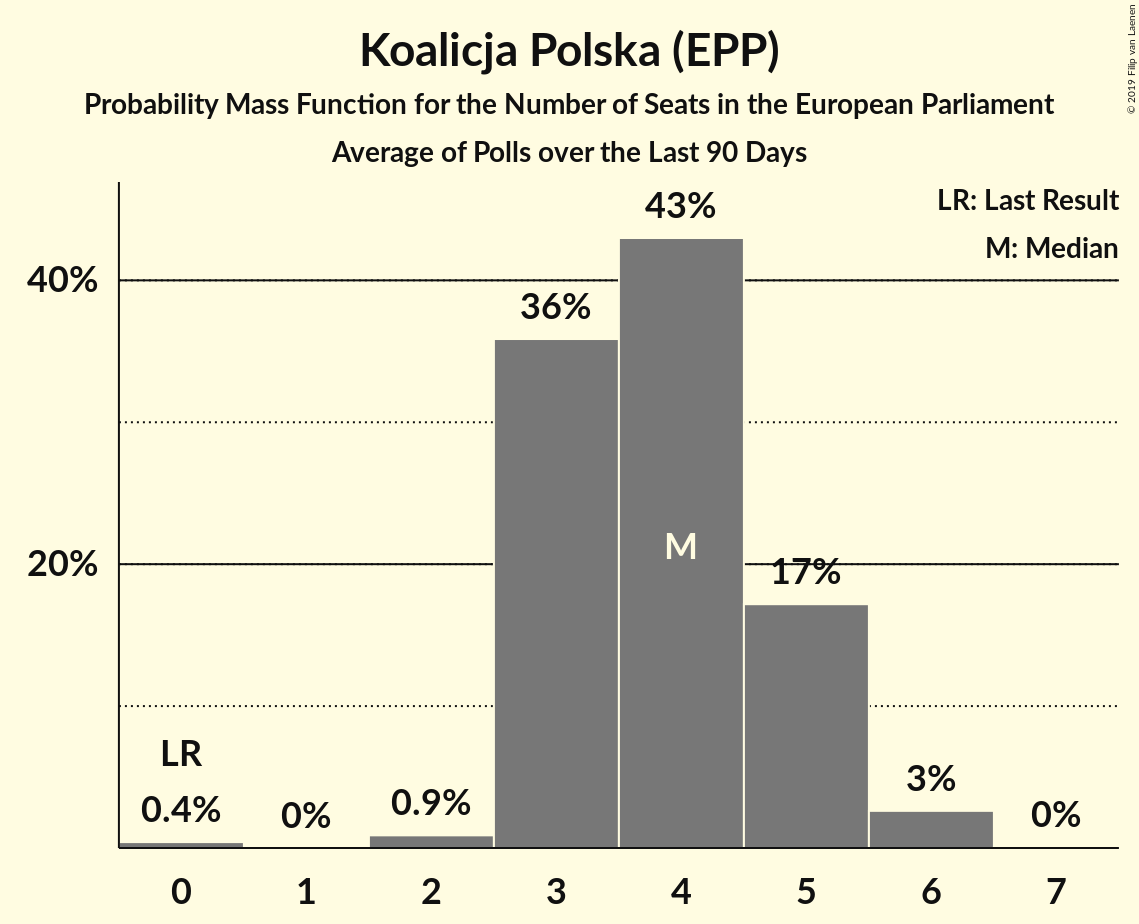 Koalicja Polska (EPP)
Probability Mass Function for the Number of Seats in the European Parliament
Average of Polls over the Last 90 Days
© 2019 Filip van Laenen
LR: Last Result
M: Median
43%
40%
36%
M
20%
17%
LR
0.4%
0%
0.9%
3%
0%
0 1 2 3 4 5 6 7